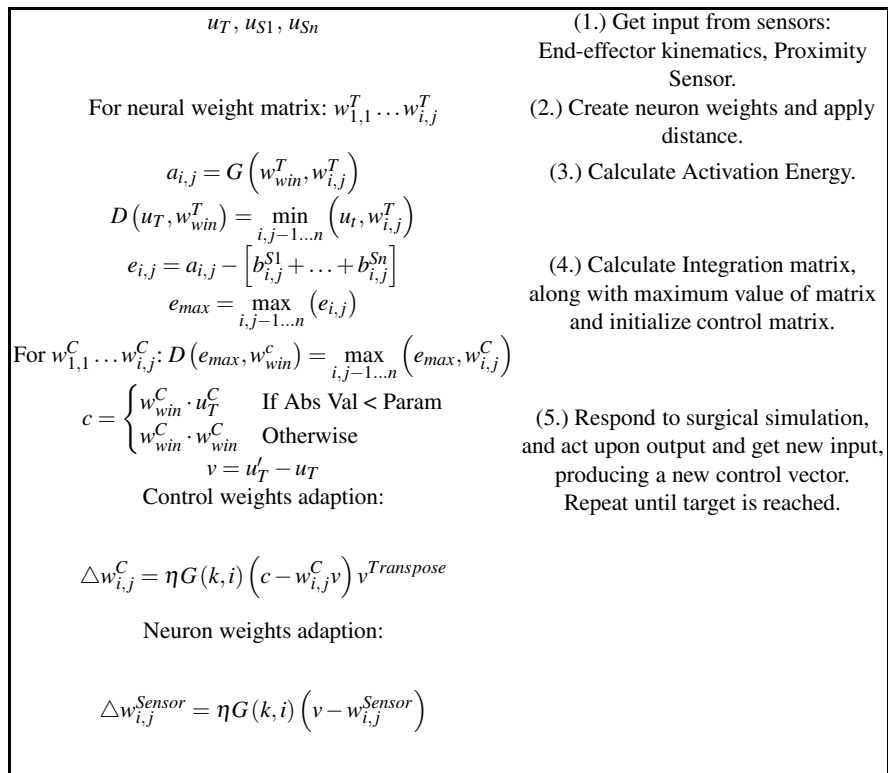 u_T, u_{S1}, u_{Sn}
(1.) Get input from sensors:
End-effector kinematics, Proximity
Sensor.
For neural weight matrix: w^T_{1,1} … w^T_{i,j}
(2.) Create neuron weights and apply
distance.
a_{i,j} = G(w^T_{win}, w^T_{i,j})
(3.) Calculate Activation Energy.
D(u_T, w^T_{win}) = min_{i,j−1…n} (u_t, w^T_{i,j})
e_{i,j} = a_{i,j} − [b^{S1}_{i,j} + … + b^{Sn}_{i,j}]
e_{max} = max_{i,j−1…n} (e_{i,j})
(4.) Calculate Integration matrix,
along with maximum value of matrix
and initialize control matrix.
For w^C_{1,1} … w^C_{i,j}: D(e_{max}, w^c_{win}) = max_{i,j−1…n} (e_{max}, w^C_{i,j})
c = { w^C_{win} · u^C_T If Abs Val < Param
w^C_{win} · w^C_{win} Otherwise
v = u′_T − u_T
Control weights adaption:
(5.) Respond to surgical simulation,
and act upon output and get new input,
producing a new control vector.
Repeat until target is reached.
△w^C_{i,j} = ηG(k,i) (c − w^C_{i,j}v) v^{Transpose}
Neuron weights adaption:
△w^{Sensor}_{i,j} = ηG(k,i) (v − w^{Sensor}_{i,j})